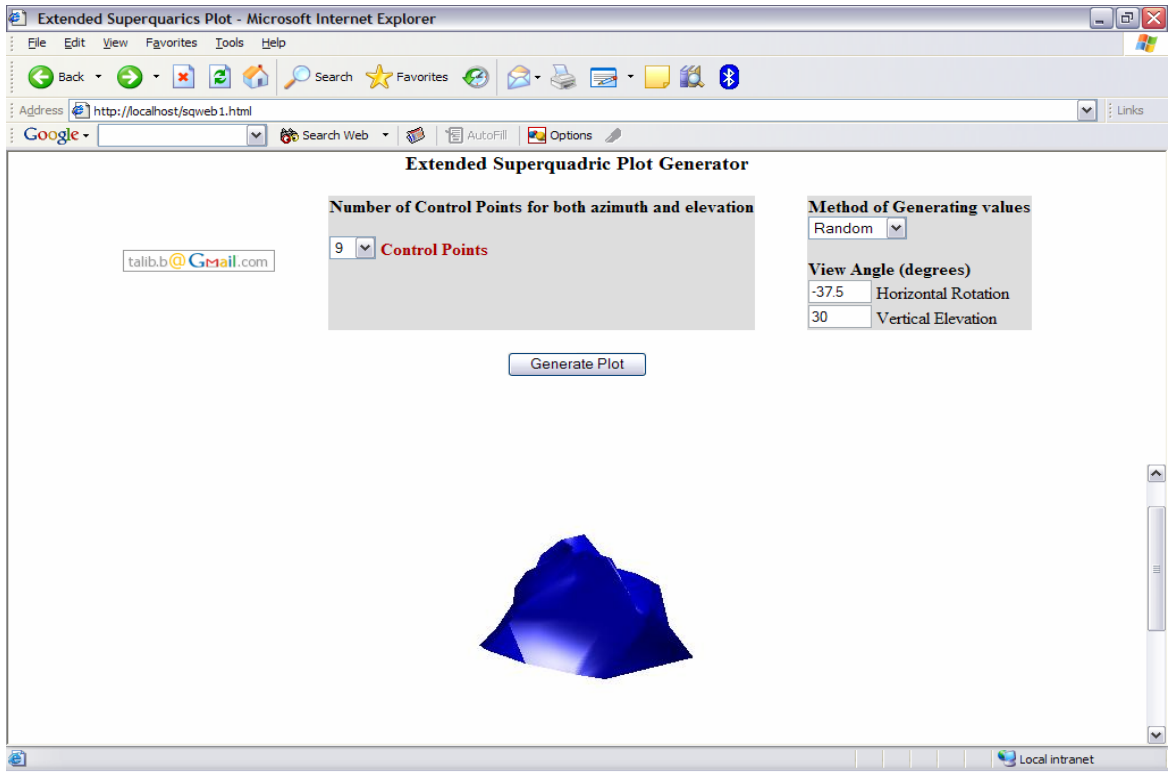 Extended Superquarics Plot - Microsoft Internet Explorer
File Edit View Favorites Tools Help
Back Search Favorites
Address http://localhost/sqweb1.html Links
Google Search Web AutoFill Options
Extended Superquadric Plot Generator
Number of Control Points for both azimuth and elevation
9 Control Points
talib.b@Gmail.com
Method of Generating values
Random
View Angle (degrees)
-37.5 Horizontal Rotation
30 Vertical Elevation
Generate Plot
Local intranet